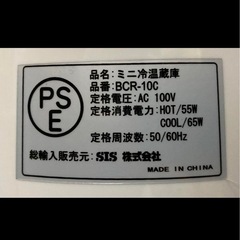 PS
E
品名:ミニ冷温蔵庫
品番:BCR-10C
定格電圧:AC 100V
定格消費電力:HOT/55W
COOL/65W
定格周波数:50/60Hz
総輸入販売元:SIS 株式会社
MADE IN CHINA